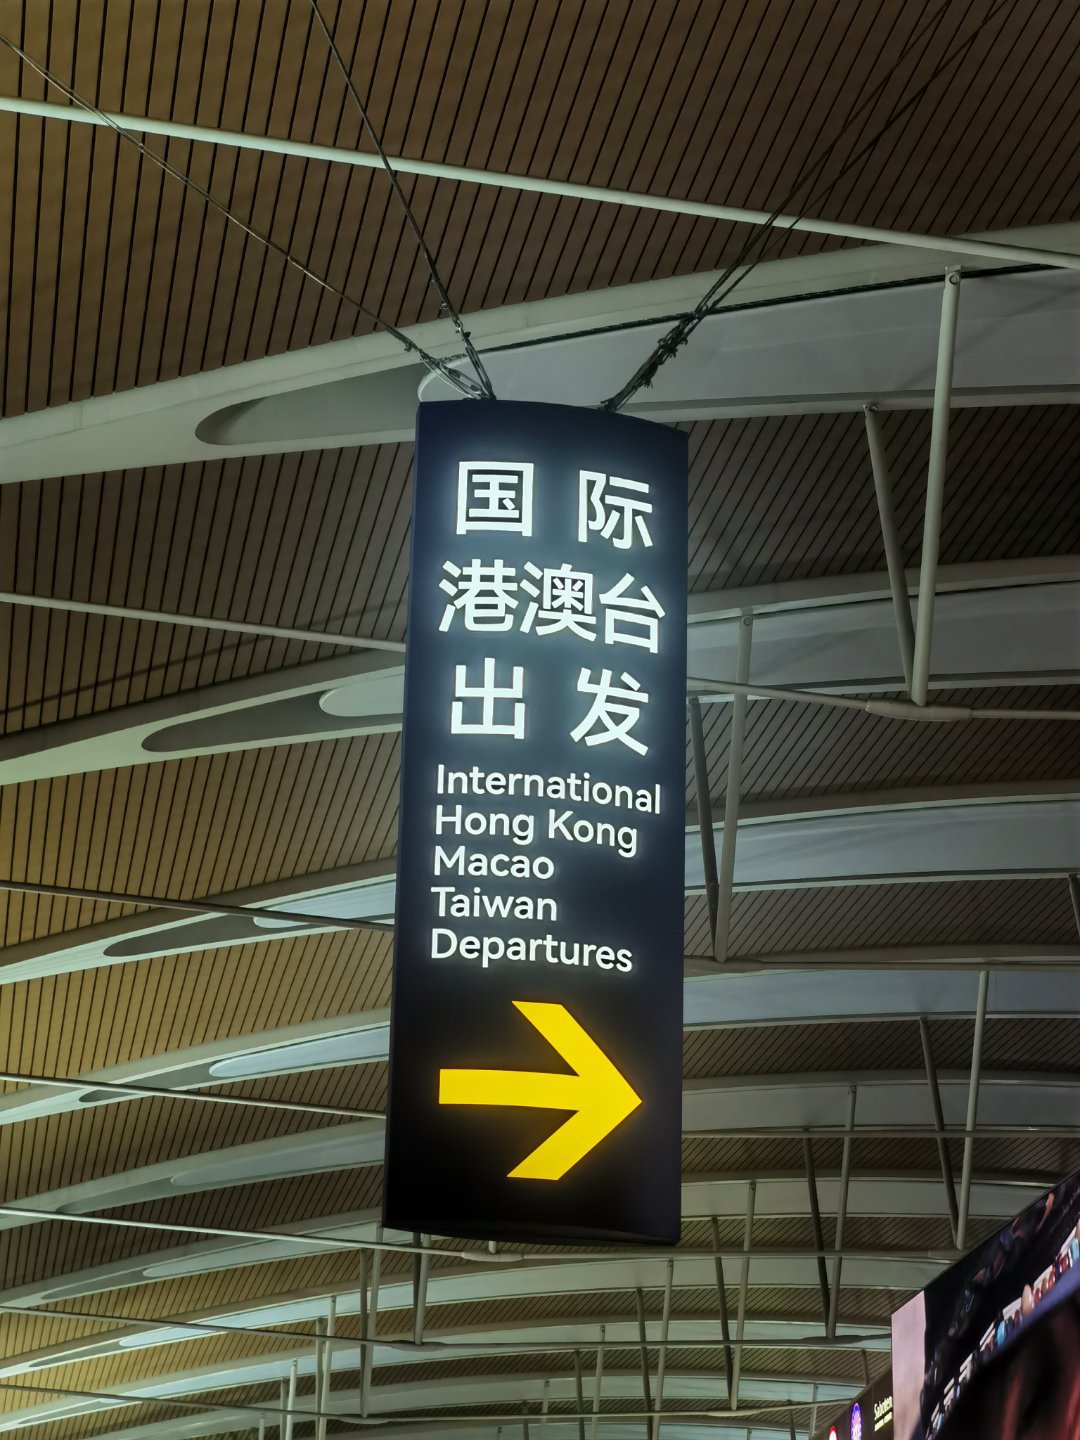 国际
港澳台
出发
International
Hong Kong
Macao
Taiwan
Departures